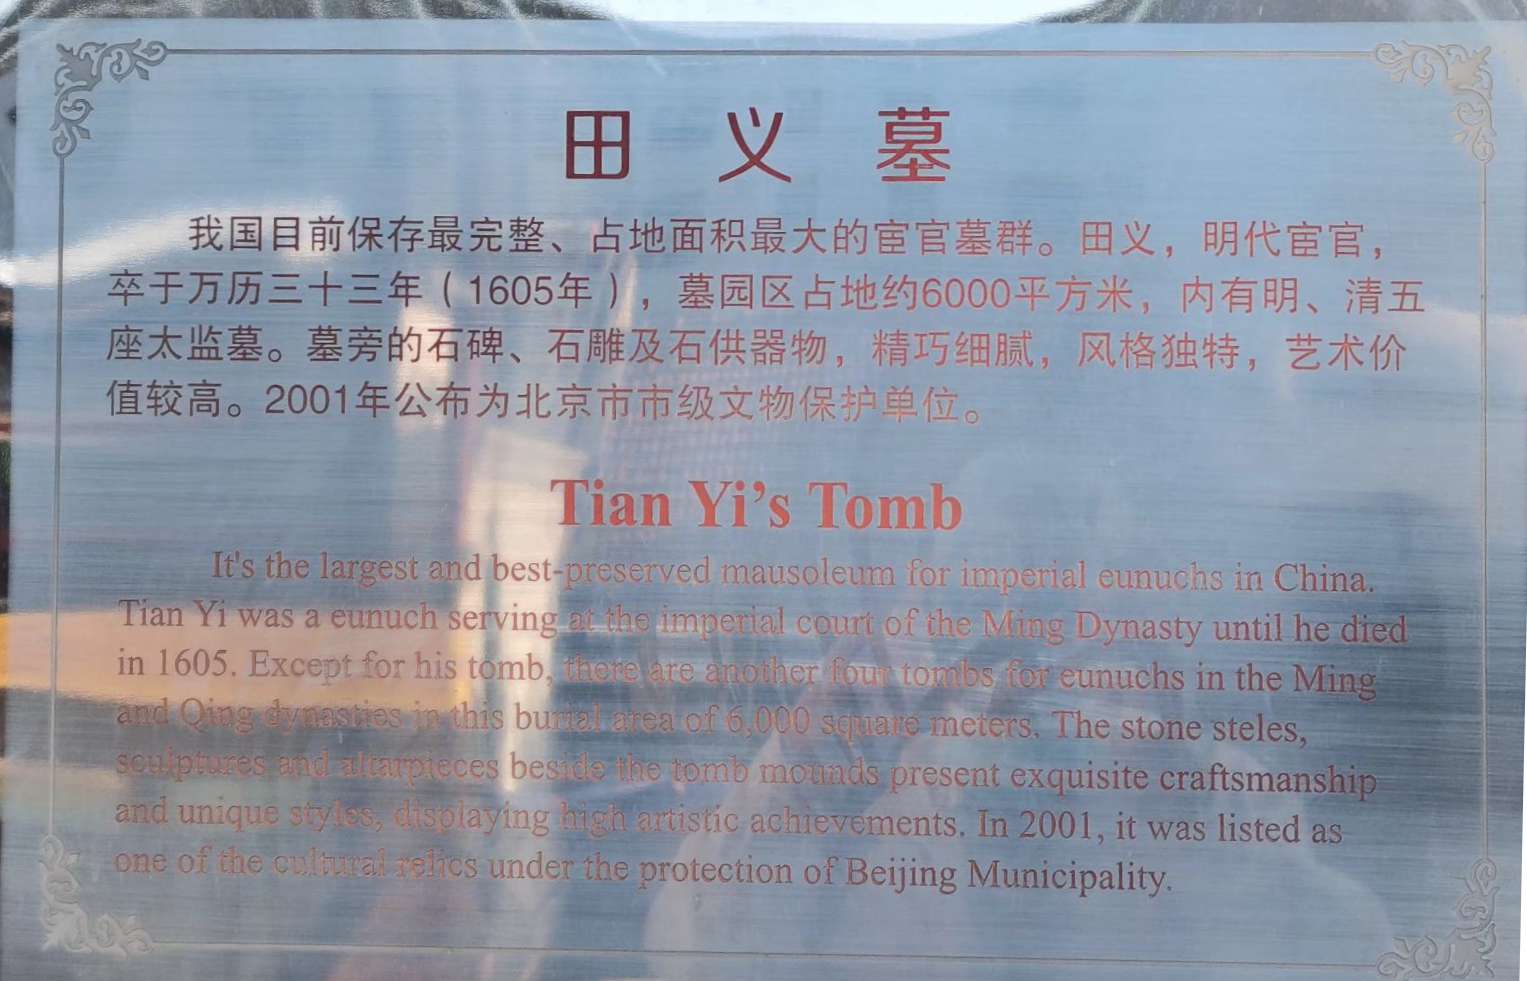 田义墓
我国目前保存最完整、占地面积最大的宦官墓群。田义，明代宦官，
卒于万历三十三年（1605年），墓园区占地约6000平方米，内有明、清五
座太监墓。墓旁的石碑、石雕及石供器物，精巧细腻，风格独特，艺术价
值较高。2001年公布为北京市市级文物保护单位。
Tian Yi’s Tomb
It's the largest and best-preserved mausoleum for imperial eunuchs in China.
Tian Yi was a eunuch serving at the imperial court of the Ming Dynasty until he died
in 1605. Except for his tomb, there are another four tombs for eunuchs in the Ming
and Qing dynasties in this burial area of 6,000 square meters. The stone steles,
sculptures and altarpieces beside the tomb mounds present exquisite craftsmanship
and unique styles, displaying high artistic achievements. In 2001, it was listed as
one of the cultural relics under the protection of Beijing Municipality.